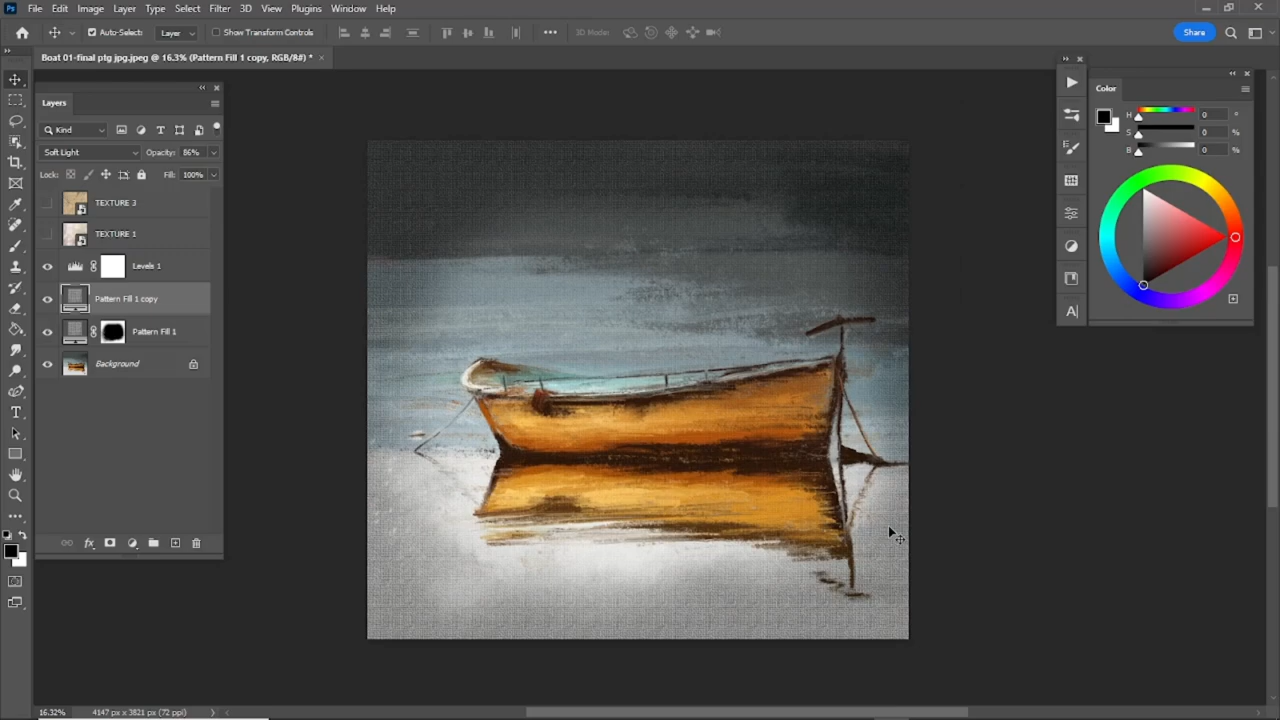 Ps File Edit Image Layer Type Select Filter 3D View Plugins Window Help
Auto-Select: Layer Show Transform Controls 3D Mode: Share
Boat 01-final ptg jpg.jpeg @ 16.3% (Pattern Fill 1 copy, RGB/8#) * ×
Layers
Kind
Soft Light Opacity: 86%
Lock: Fill: 100%
TEXTURE 3
TEXTURE 1
Levels 1
Pattern Fill 1 copy
Pattern Fill 1
Background
fx
Color
H 0 °
S 0 %
B 0 %
16.32% 4147 px x 3821 px (72 ppi)